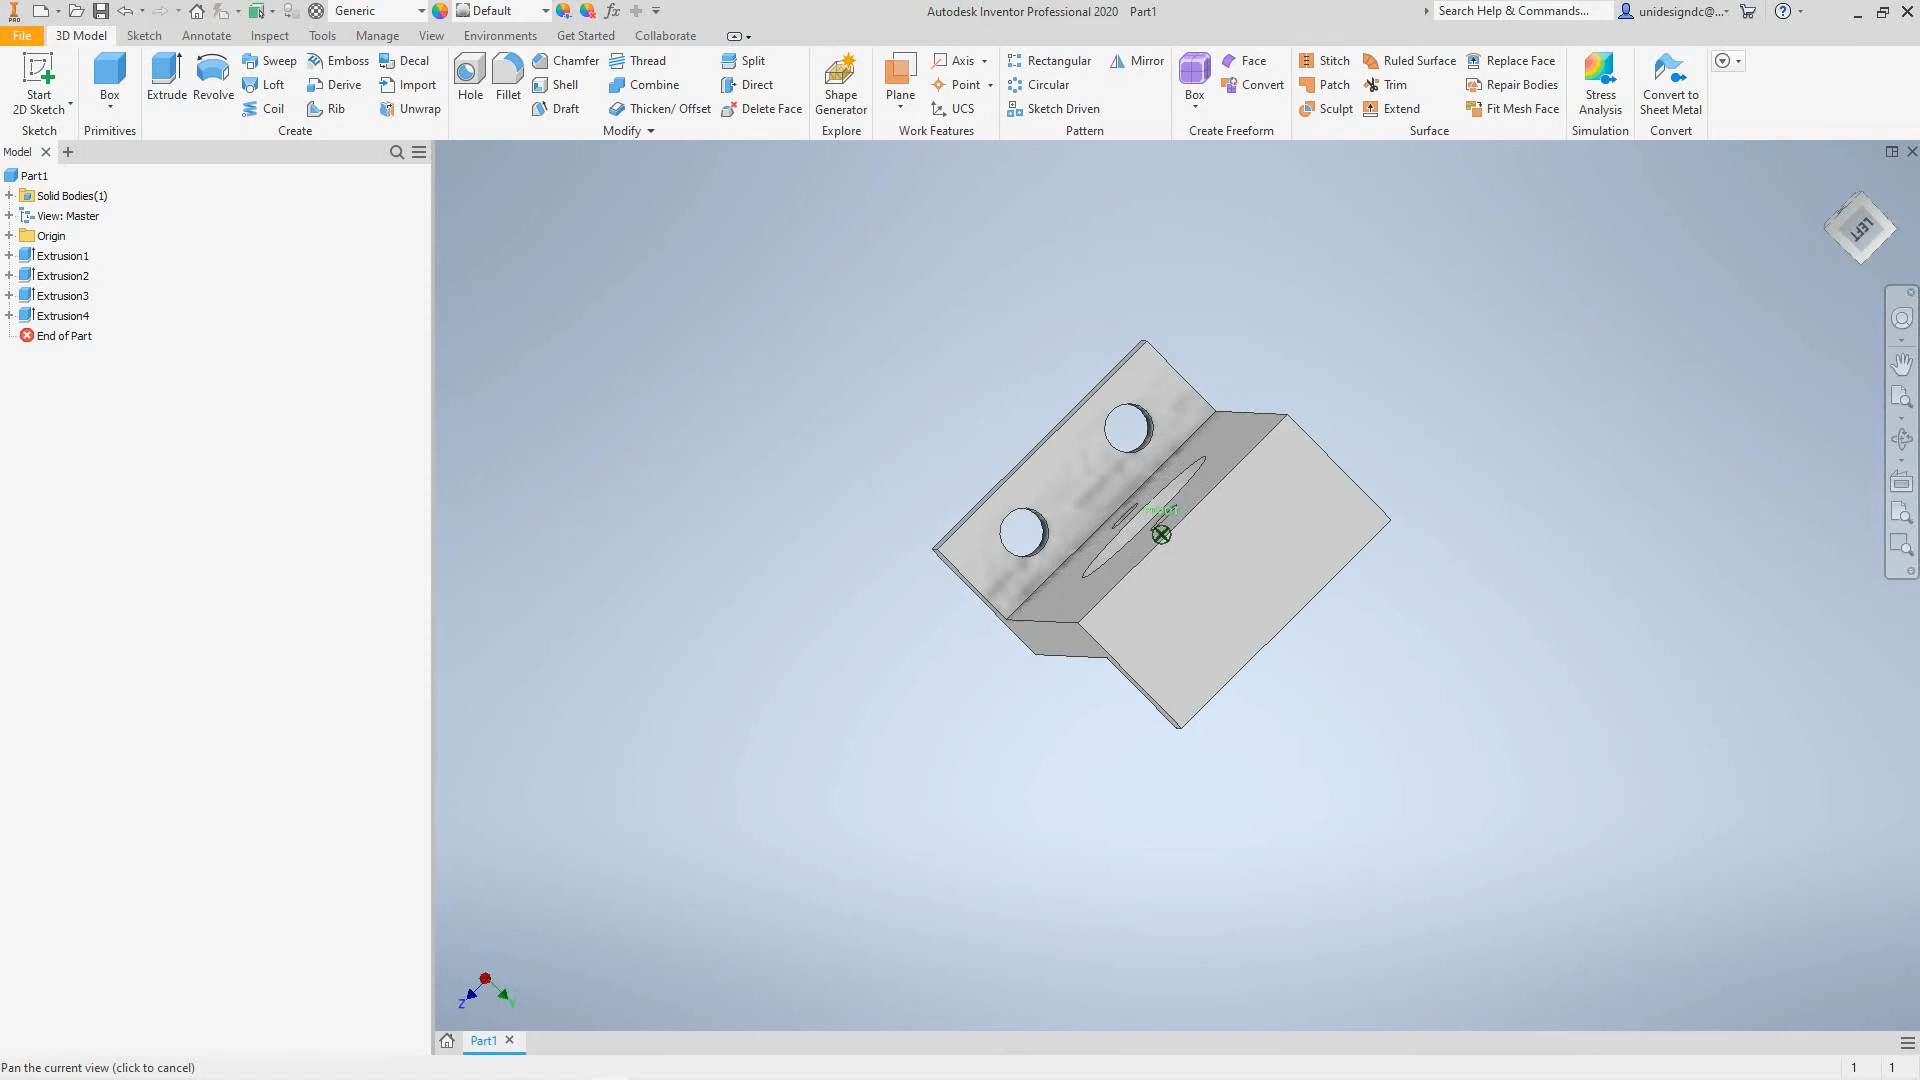 PRO
Generic
Default
fx
Autodesk Inventor Professional 2020 Part1
Search Help & Commands...
unidesigndc@...
File
3D Model
Sketch
Annotate
Inspect
Tools
Manage
View
Environments
Get Started
Collaborate
Start
2D Sketch
Sketch
Box
Primitives
Extrude
Revolve
Sweep
Loft
Coil
Emboss
Derive
Rib
Decal
Import
Unwrap
Create
Hole
Fillet
Chamfer
Shell
Draft
Thread
Combine
Thicken/ Offset
Split
Direct
Delete Face
Modify
Shape
Generator
Explore
Plane
Axis
Point
UCS
Work Features
Rectangular
Circular
Sketch Driven
Mirror
Pattern
Box
Face
Convert
Create Freeform
Stitch
Patch
Sculpt
Ruled Surface
Trim
Extend
Replace Face
Repair Bodies
Fit Mesh Face
Surface
Stress
Analysis
Simulation
Convert to
Sheet Metal
Convert
Model
Part1
Solid Bodies(1)
View: Master
Origin
Extrusion1
Extrusion2
Extrusion3
Extrusion4
End of Part
LEFT
Z
Y
Part1
Pan the current view (click to cancel)
1
1